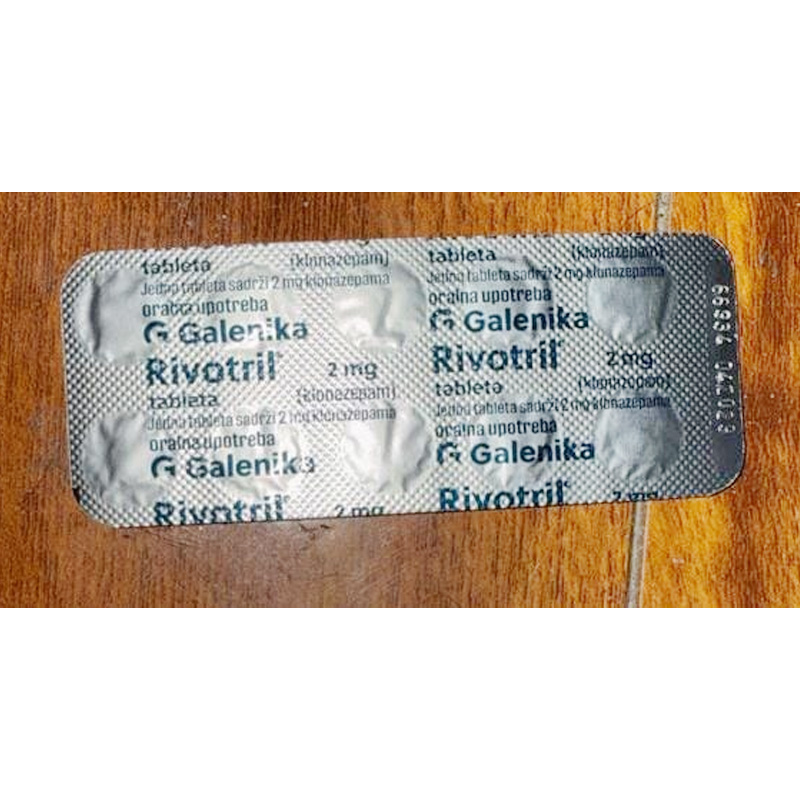 tableta (klonazepam)
Jedna tableta sadrži 2 mg klonazepama
oralna upotreba
G Galenika
Rivotril® 2 mg
tableta (klonazepam)
Jedna tableta sadrži 2 mg klonazepama
oralna upotreba
G Galenika
Rivotril® 2 mg
tableta (klonazepam)
Jedna tableta sadrži 2 mg klonazepama
oralna upotreba
G Galenika
Rivotril® 2 mg
tableta (klonazepam)
Jedna tableta sadrži 2 mg klonazepama
oralna upotreba
G Galenika
Rivotril® 2 mg